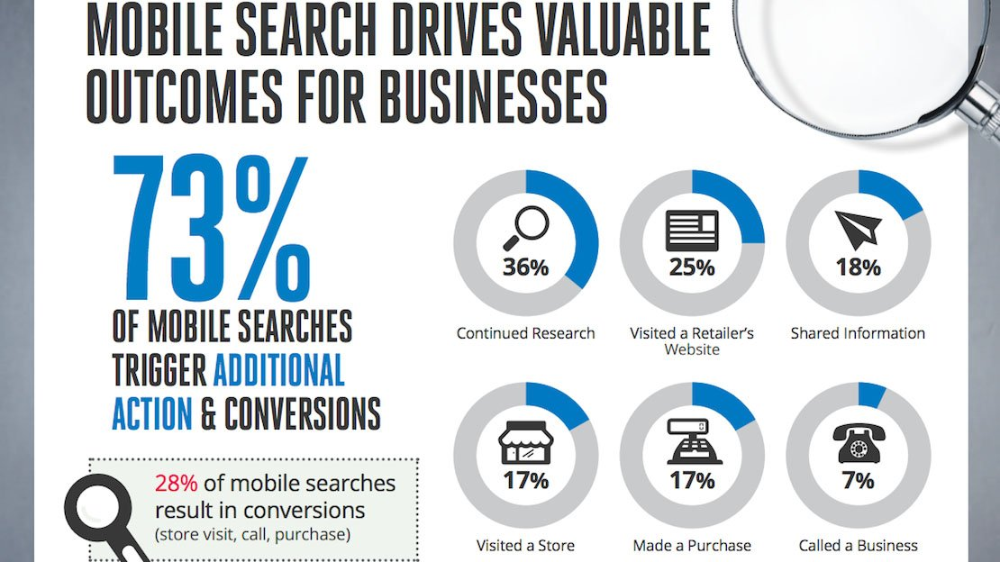 MOBILE SEARCH DRIVES VALUABLE
OUTCOMES FOR BUSINESSES
73%
OF MOBILE SEARCHES
TRIGGER ADDITIONAL
ACTION & CONVERSIONS
28% of mobile searches
result in conversions
(store visit, call, purchase)
36%
Continued Research
25%
Visited a Retailer’s
Website
18%
Shared Information
17%
Visited a Store
17%
Made a Purchase
7%
Called a Business